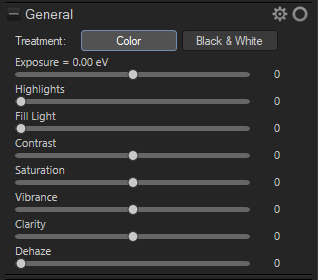 General
Treatment: Color Black & White
Exposure = 0.00 eV
0
Highlights
0
Fill Light
0
Contrast
0
Saturation
0
Vibrance
0
Clarity
0
Dehaze
0